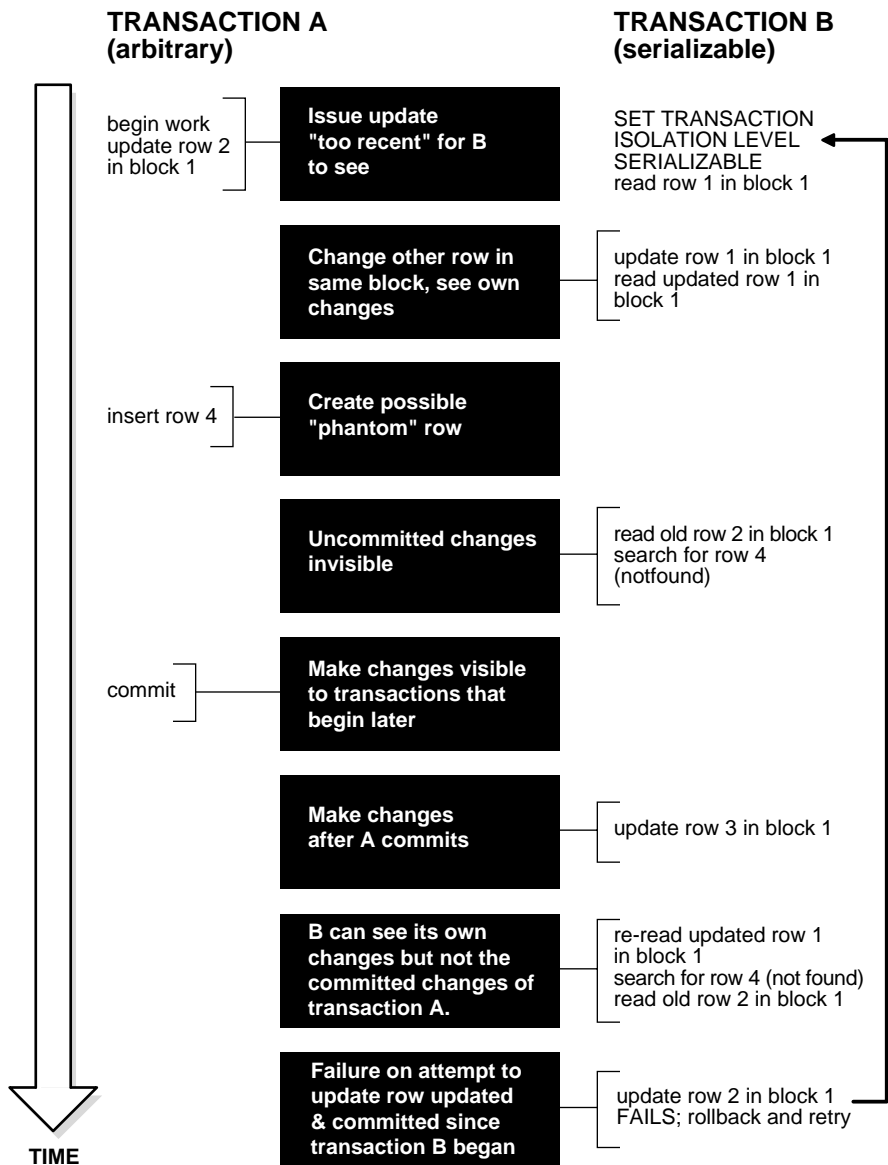 TRANSACTION A
(arbitrary)
TRANSACTION B
(serializable)
begin work
update row 2
in block 1
Issue update
"too recent" for B
to see
SET TRANSACTION
ISOLATION LEVEL
SERIALIZABLE
read row 1 in block 1
Change other row in
same block, see own
changes
update row 1 in block 1
read updated row 1 in
block 1
insert row 4
Create possible
"phantom" row
Uncommitted changes
invisible
read old row 2 in block 1
search for row 4
(notfound)
commit
Make changes visible
to transactions that
begin later
Make changes
after A commits
update row 3 in block 1
B can see its own
changes but not the
committed changes of
transaction A.
re-read updated row 1
in block 1
search for row 4 (not found)
read old row 2 in block 1
Failure on attempt to
update row updated
& committed since
transaction B began
update row 2 in block 1
FAILS; rollback and retry
TIME